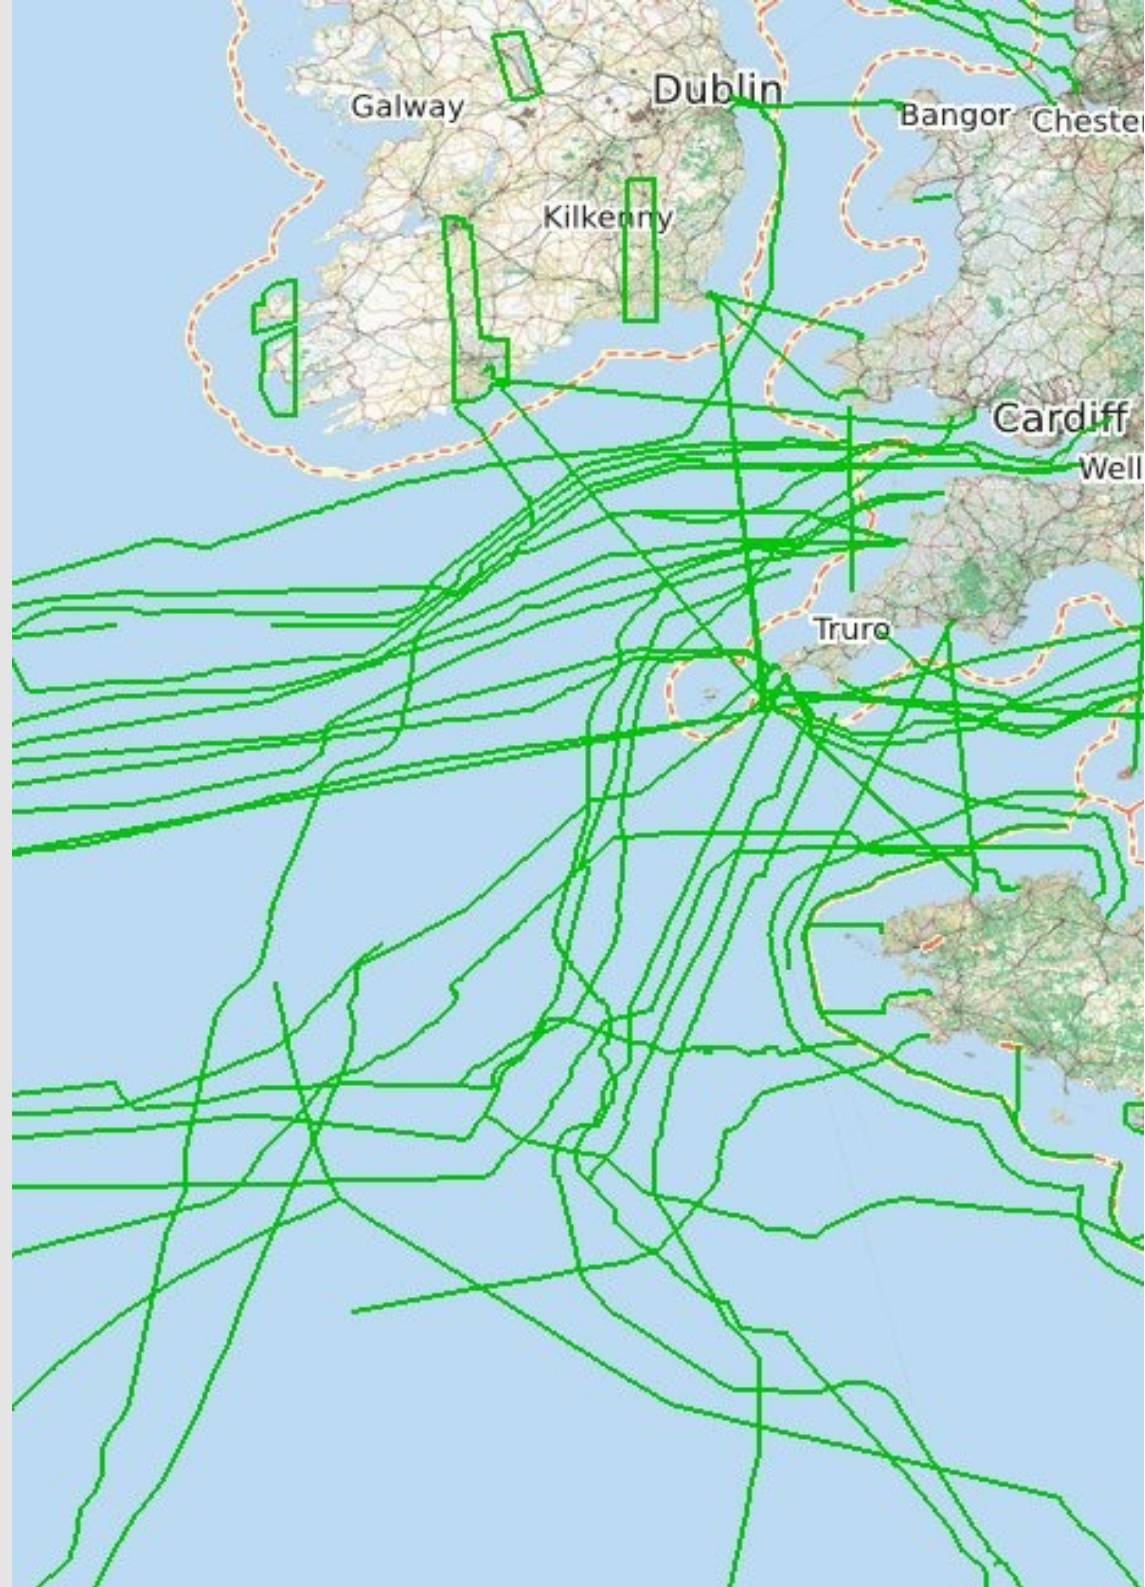 Dublin
Galway
Bangor
Chester
Kilkenny
Cardiff
Well
Truro